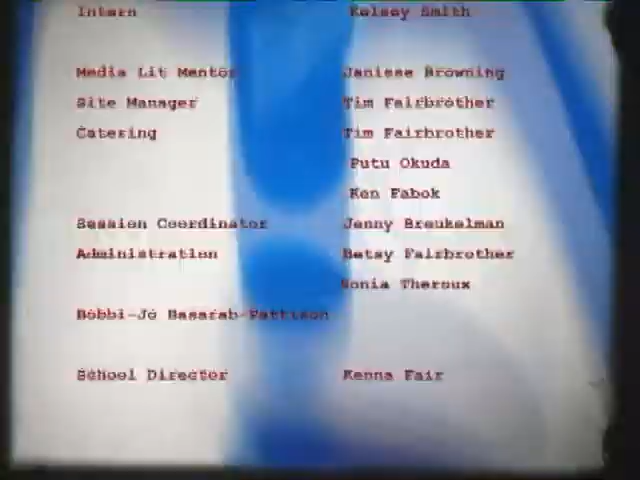 Intern Kelsey Smith
Media Lit Mentor Janisse Browning
Site Manager Tim Fairbrother
Catering Tim Fairbrother
Putu Okuda
Ken Fabok
Session Coordinator Jenny Breukelman
Administration Betsy Fairbrother
Sonia Theroux
Bobbi-Jo Basarab-Pattison
School Director Kenna Fair